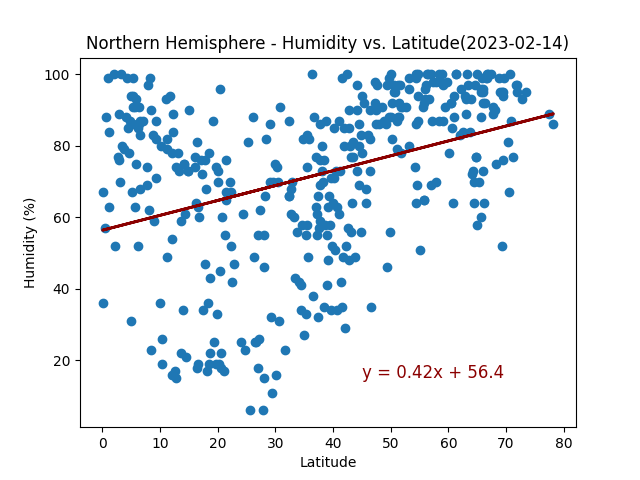 Northern Hemisphere - Humidity vs. Latitude(2023-02-14)
100
80
60
40
20
Humidity (%)
y = 0.42x + 56.4
0 10 20 30 40 50 60 70 80
Latitude